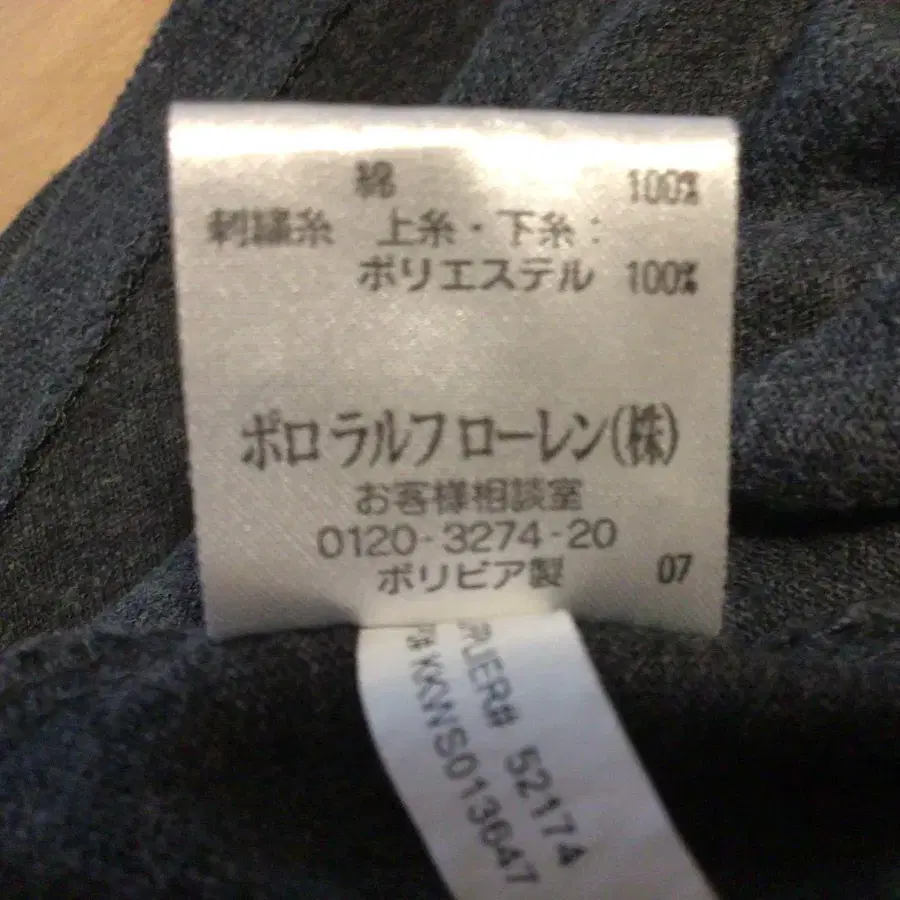 綿 100%
刺繍糸 上糸・下糸:
ポリエステル 100%
ポロ ラルフ ローレン(株)
お客様相談室
0120-3274-20
ボリビア製 07
52174
KKWS013647